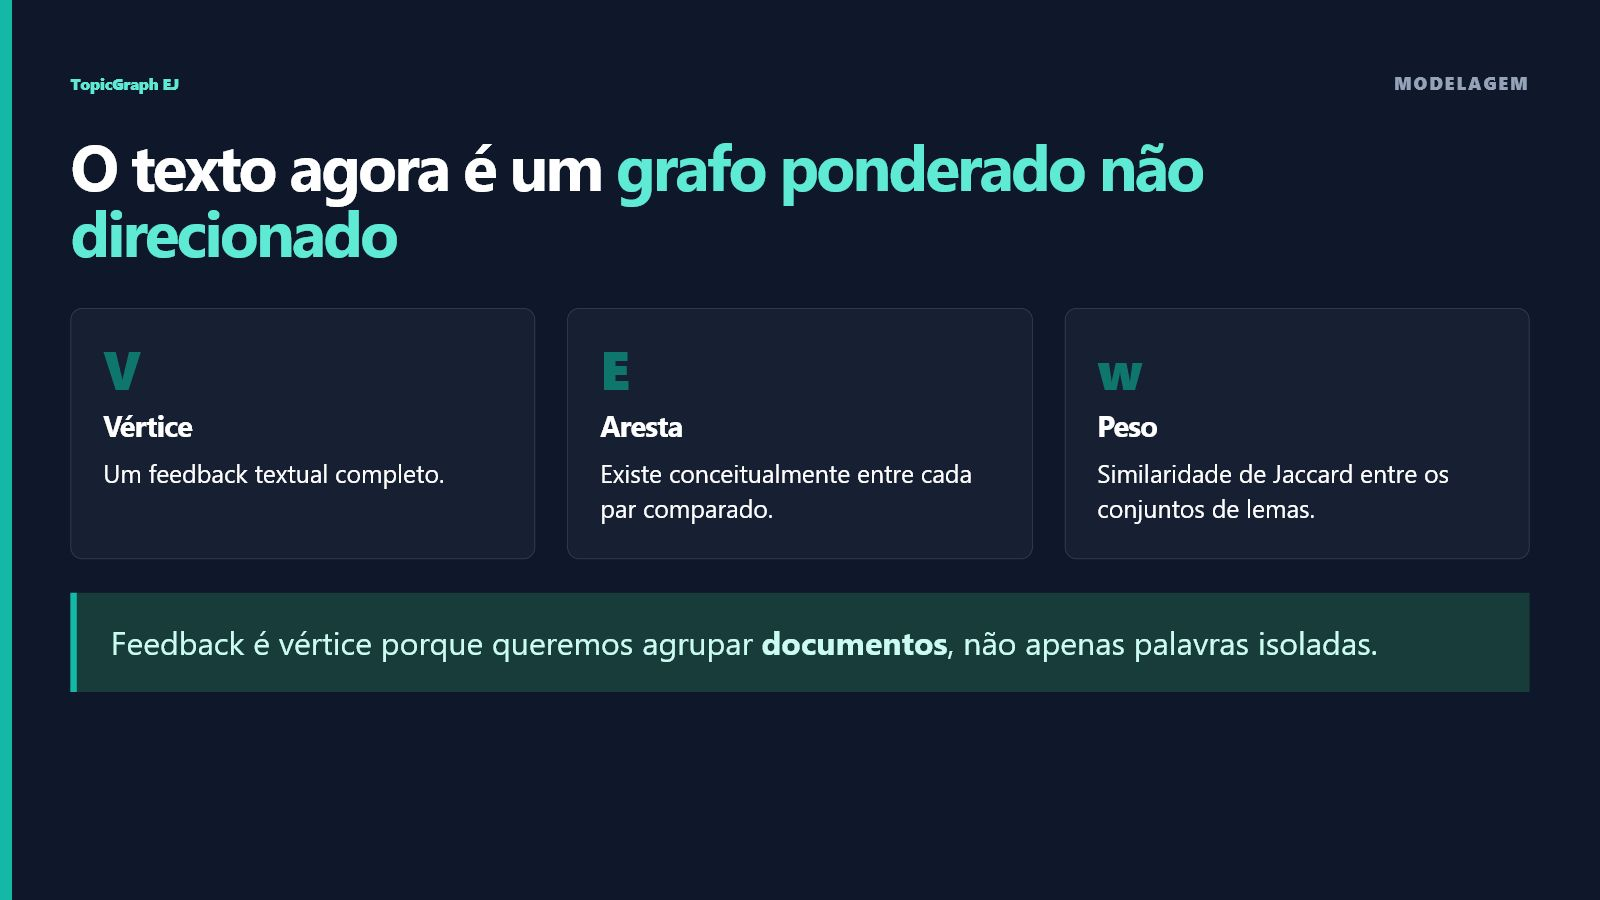 TopicGraph EJ
MODELAGEM
O texto agora é um grafo ponderado não
direcionado
V
Vértice
Um feedback textual completo.
E
Aresta
Existe conceitualmente entre cada
par comparado.
w
Peso
Similaridade de Jaccard entre os
conjuntos de lemas.
Feedback é vértice porque queremos agrupar documentos, não apenas palavras isoladas.